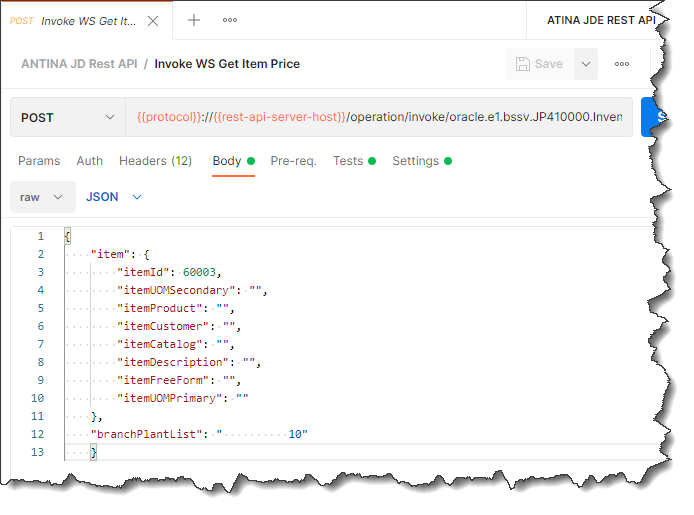 POST Invoke WS Get It... ATINA JDE REST API
ANTINA JD Rest API / Invoke WS Get Item Price Save
POST {{protocol}}://{{rest-api-server-host}}/operation/invoke/oracle.e1.bssv.JP410000.Inven S
Params Auth Headers (12) Body Pre-req. Tests Settings
raw JSON
1 {
2 "item": {
3 "itemId": 60003,
4 "itemUOMSecondary": "",
5 "itemProduct": "",
6 "itemCustomer": "",
7 "itemCatalog": "",
8 "itemDescription": "",
9 "itemFreeForm": "",
10 "itemUOMPrimary": ""
11 },
12 "branchPlantList": "          10"
13 }